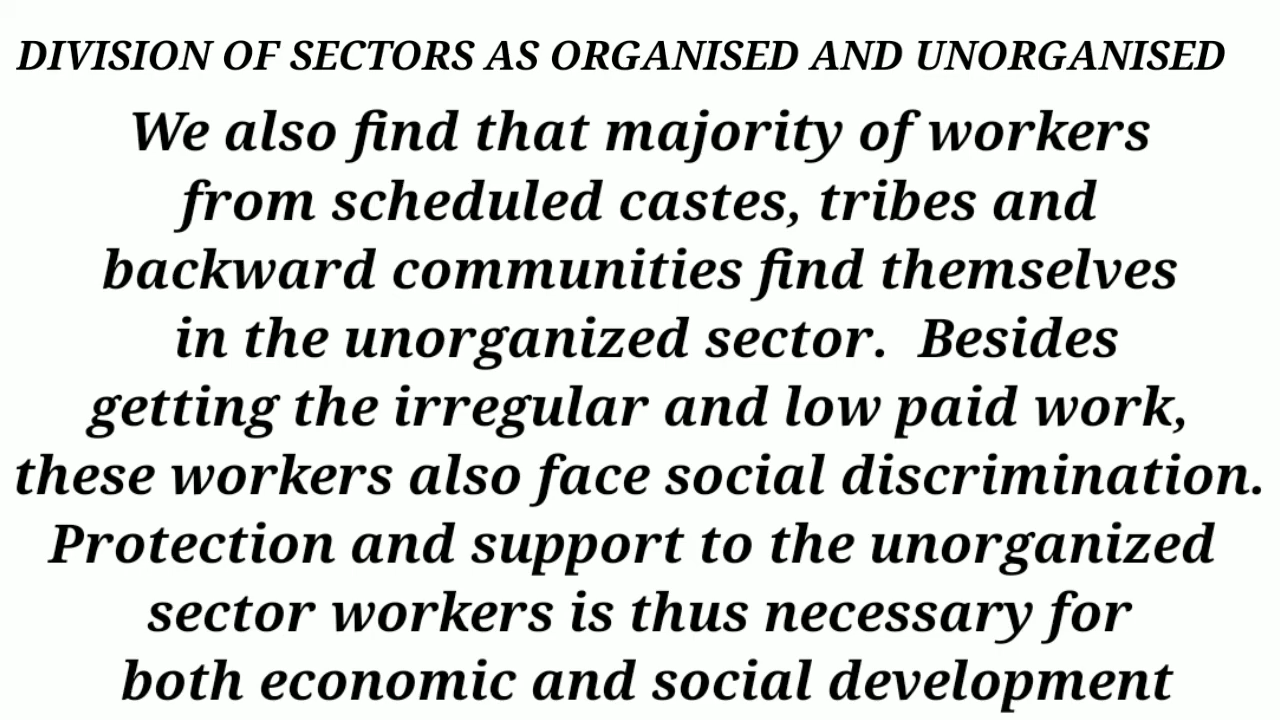 DIVISION OF SECTORS AS ORGANISED AND UNORGANISED
We also find that majority of workers
from scheduled castes, tribes and
backward communities find themselves
in the unorganized sector.  Besides
getting the irregular and low paid work,
these workers also face social discrimination.
Protection and support to the unorganized
sector workers is thus necessary for
both economic and social development